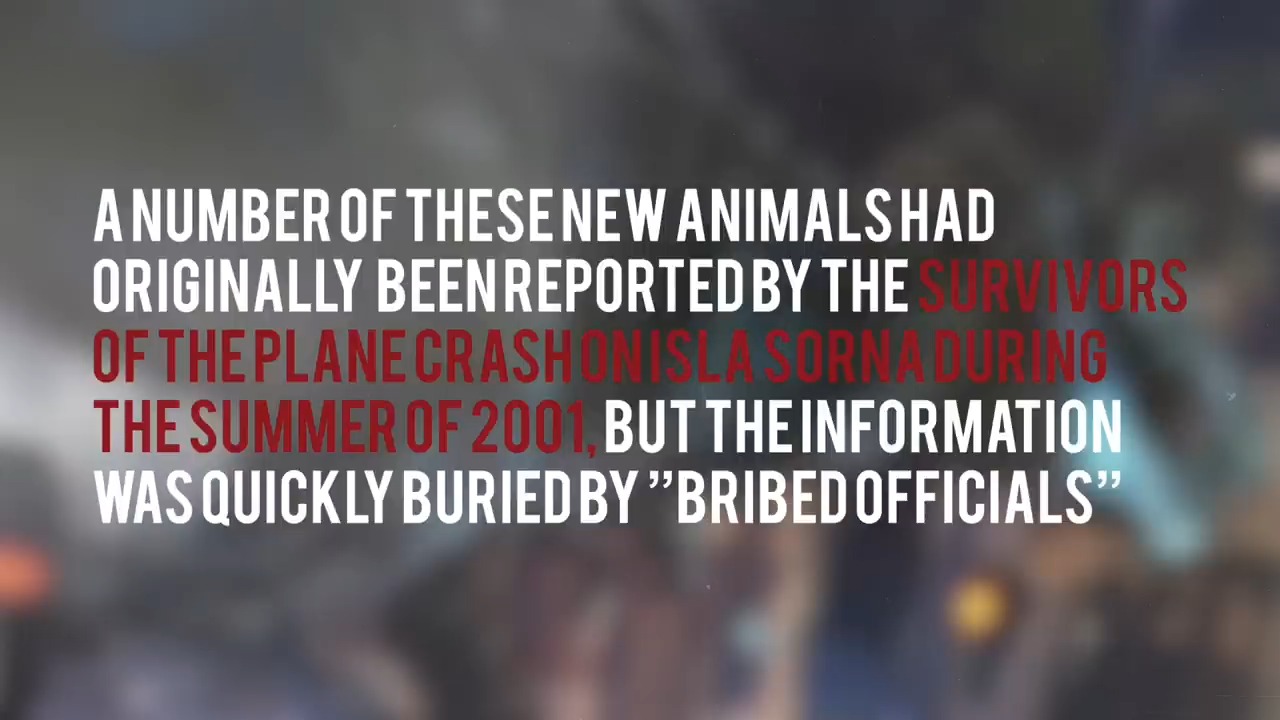 A NUMBER OF THESE NEW ANIMALS HAD
ORIGINALLY BEEN REPORTED BY THE SURVIVORS
OF THE PLANE CRASH ON ISLA SORNA DURING
THE SUMMER OF 2001, BUT THE INFORMATION
WAS QUICKLY BURIED BY ”BRIBED OFFICIALS”